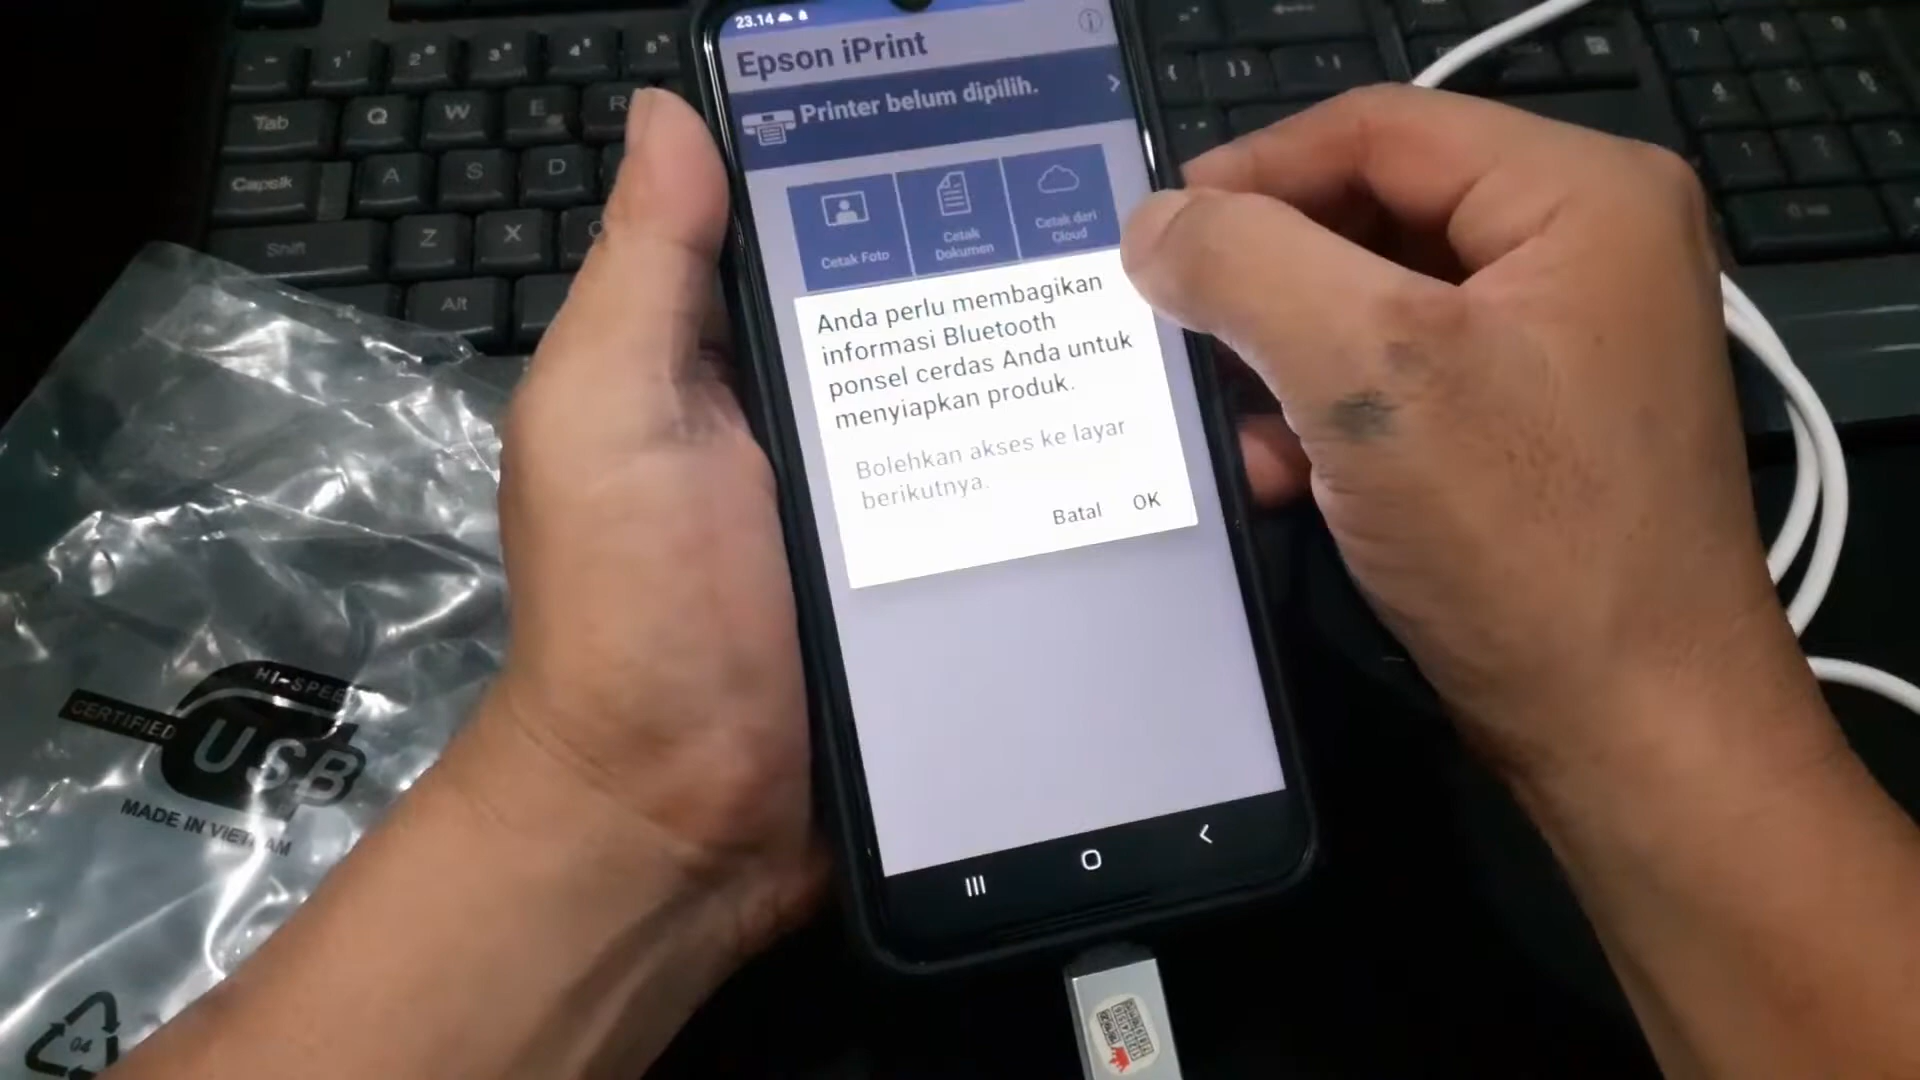 23.14
Epson iPrint
Printer belum dipilih.
Cetak Foto
Cetak
Dokumen
Cetak dari
Cloud
Anda perlu membagikan
informasi Bluetooth
ponsel cerdas Anda untuk
menyiapkan produk.
Bolehkan akses ke layar
berikutnya.
Batal OK
Tab Q W E R
Capslk A S D
Shift Z X
Alt
HI-SPEE
CERTIFIED
USB
MADE IN VIETNAM
04